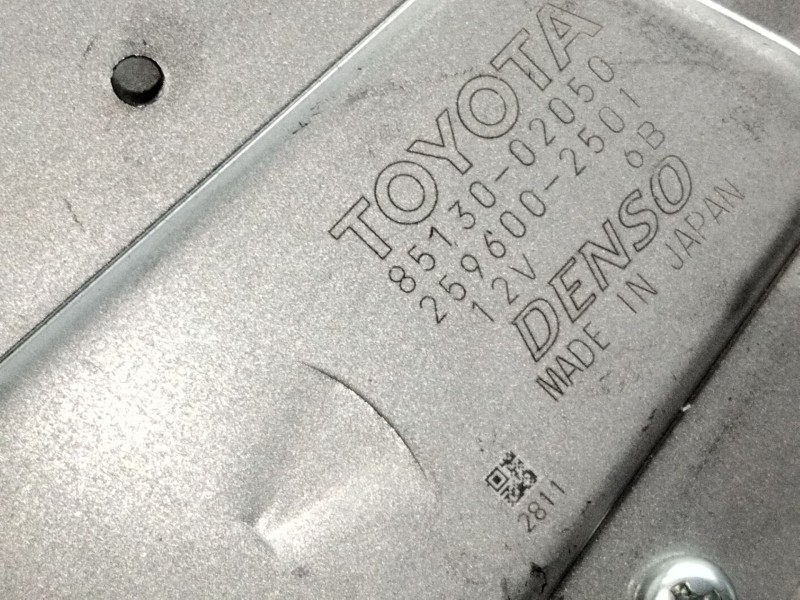 TOYOTA
85130-02050
259600-2501
12V 6B
DENSO
MADE IN JAPAN
2811